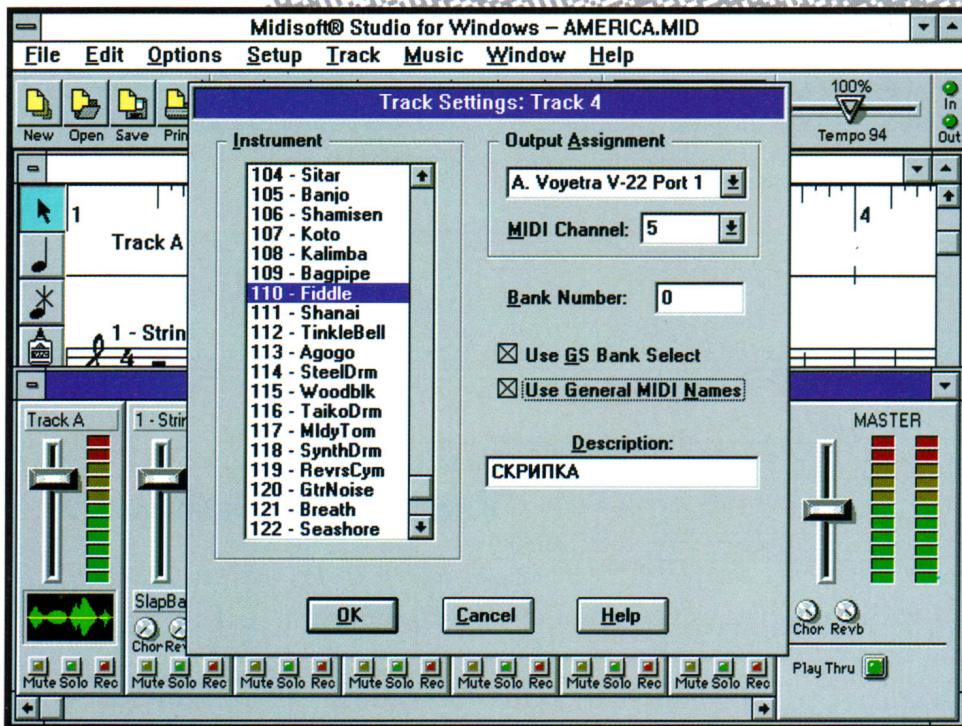 Midisoft® Studio for Windows – AMERICA.MID
File Edit Options Setup Track Music Window Help
New Open Save
100%
Tempo 94
In
Out
Track Settings: Track 4
Instrument
104 - Sitar
105 - Banjo
106 - Shamisen
107 - Koto
108 - Kalimba
109 - Bagpipe
110 - Fiddle
111 - Shanai
112 - TinkleBell
113 - Agogo
114 - SteelDrm
115 - Woodblk
116 - TaikoDrm
117 - MldyTom
118 - SynthDrm
119 - RevrsCym
120 - GtrNoise
121 - Breath
122 - Seashore
Output Assignment
A. Voyetra V-22 Port 1
MIDI Channel: 5
Bank Number: 0
Use GS Bank Select
Use General MIDI Names
Description:
СКРИПКА
OK Cancel Help
1
4
Track A
1 - Strin
4
Track A
1 - Strin
MASTER
SlapBa
Chor Rev
Chor Revb
Play Thru
Mute Solo Rec Mute Solo Rec Mute Solo Rec Mute Solo Rec Mute Solo Rec Mute Solo Rec Mute Solo Rec